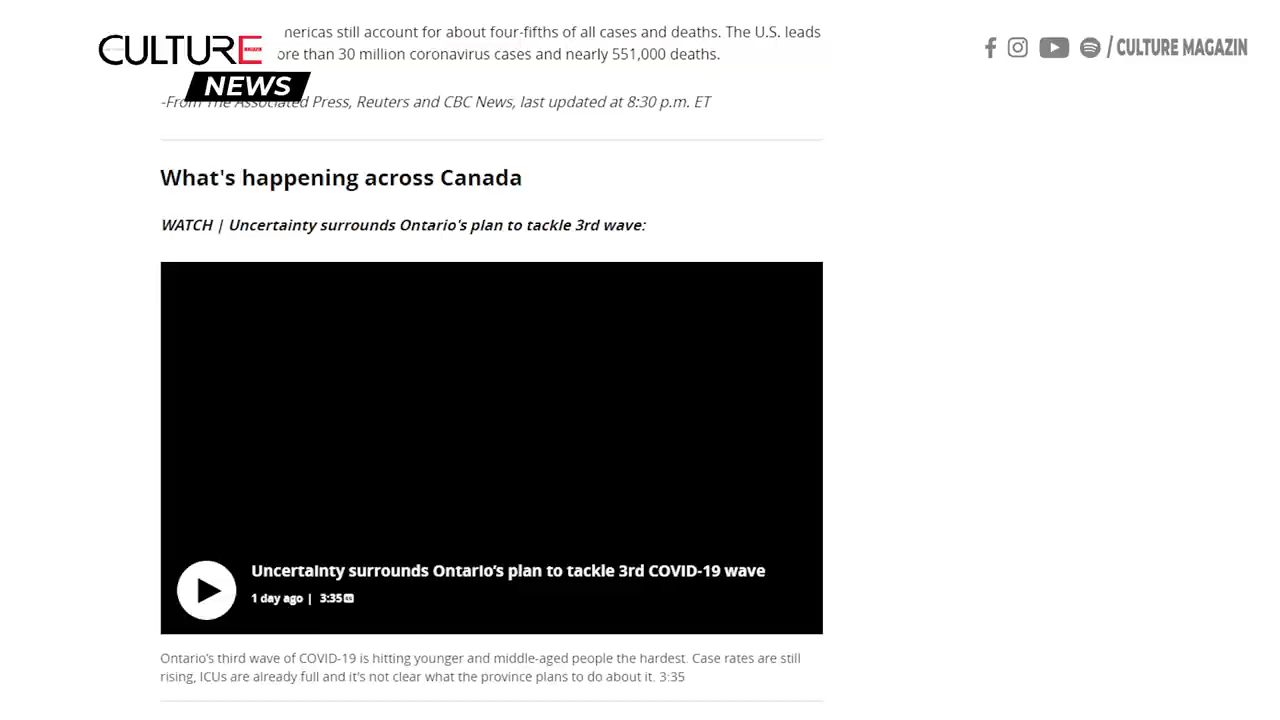 CULTURE
NEWS
mericas still account for about four-fifths of all cases and deaths. The U.S. leads
ore than 30 million coronavirus cases and nearly 551,000 deaths.
/ CULTURE MAGAZIN
-From The Associated Press, Reuters and CBC News, last updated at 8:30 p.m. ET
What's happening across Canada
WATCH | Uncertainty surrounds Ontario's plan to tackle 3rd wave:
Uncertainty surrounds Ontario's plan to tackle 3rd COVID-19 wave
1 day ago | 3:35
Ontario's third wave of COVID-19 is hitting younger and middle-aged people the hardest. Case rates are still
rising, ICUs are already full and it's not clear what the province plans to do about it. 3:35